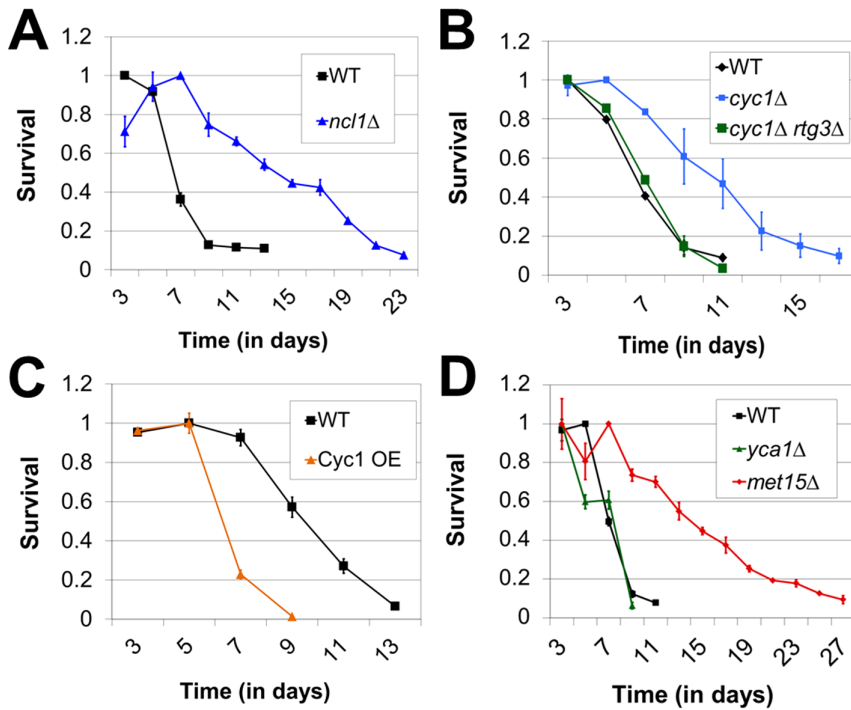 A
1.2
1
0.8
0.6
0.4
0.2
0
Survival
WT
ncl1Δ
3
7
11
15
19
23
Time (in days)
B
1.2
1
0.8
0.6
0.4
0.2
0
Survival
WT
cyc1Δ
cyc1Δ rtg3Δ
3
7
11
15
Time (in days)
C
1.2
1
0.8
0.6
0.4
0.2
0
Survival
WT
Cyc1 OE
3
5
7
9
11
13
Time (in days)
D
1.2
1
0.8
0.6
0.4
0.2
0
Survival
WT
yca1Δ
met15Δ
3
7
11
15
19
23
27
Time (in days)